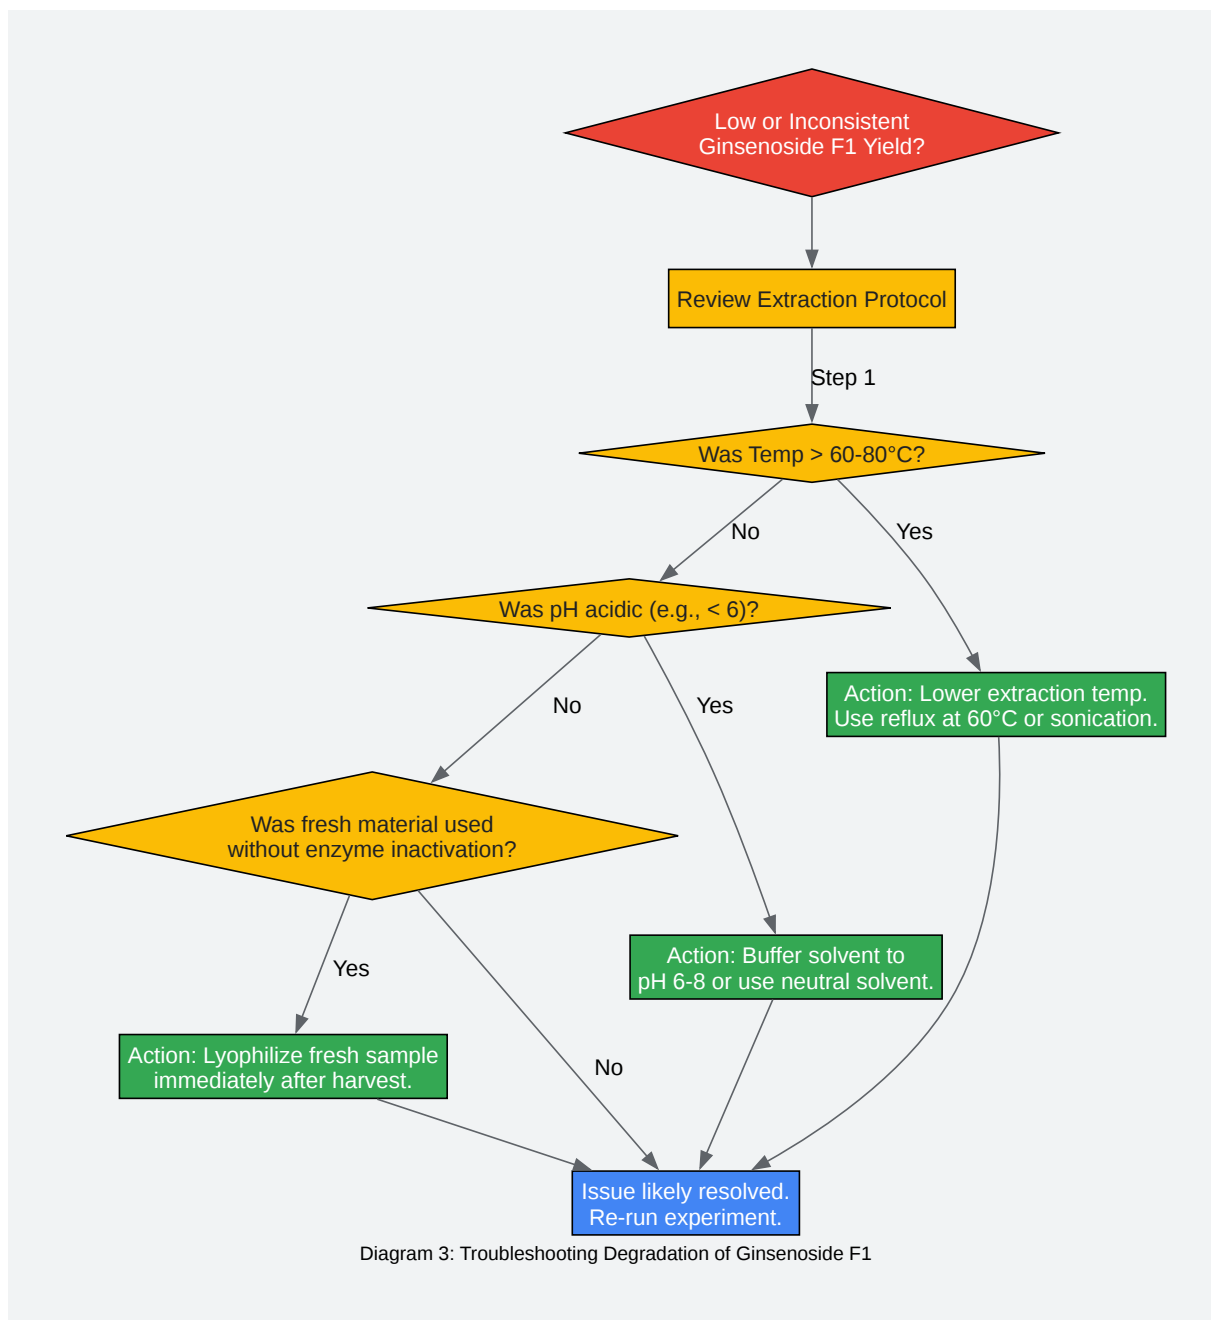 Low or Inconsistent
Ginsenoside F1 Yield?
Review Extraction Protocol
Step 1
Was Temp > 60-80°C?
No
Yes
Was pH acidic (e.g., < 6)?
No
Yes
Action: Lower extraction temp.
Use reflux at 60°C or sonication.
Was fresh material used
without enzyme inactivation?
Yes
No
Action: Buffer solvent to
pH 6-8 or use neutral solvent.
Action: Lyophilize fresh sample
immediately after harvest.
Issue likely resolved.
Re-run experiment.
Diagram 3: Troubleshooting Degradation of Ginsenoside F1